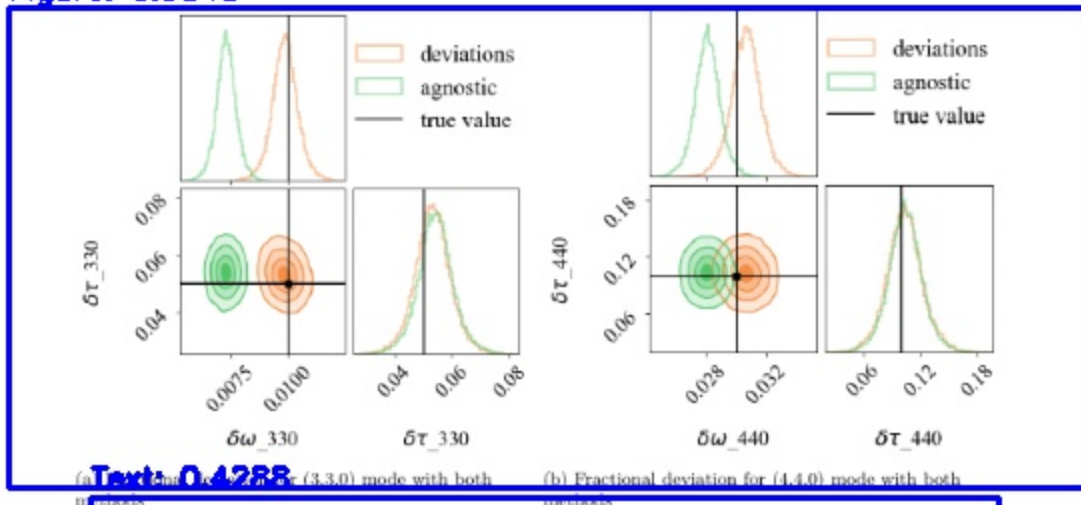 deviations
agnostic
true value
deviations
agnostic
true value
δτ_330
0.08
0.06
0.04
0.0075
0.0100
δω_330
0.04
0.06
0.08
δτ_330
δτ_440
0.18
0.12
0.06
0.028
0.032
δω_440
0.06
0.12
0.18
δτ_440
Text: 0.4288
(3,3,0) mode with both
(b) Fractional deviation for (4,4,0) mode with both